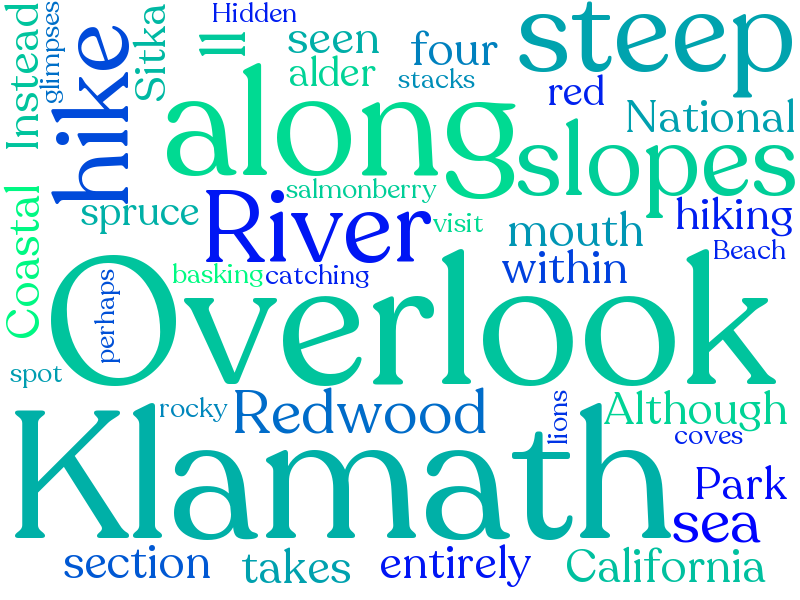 Hidden
Instead
glimpses
hike
Sitka
ll
seen
four
steep
alder
stacks
red
National
along
slopes
salmonberry
spruce
River
visit
mouth
hiking
Coastal
basking
catching
within
Beach
perhaps
Overlook
spot
rocky
Redwood
lions
Although
coves
Klamath
Park
sea
section
takes
entirely
California